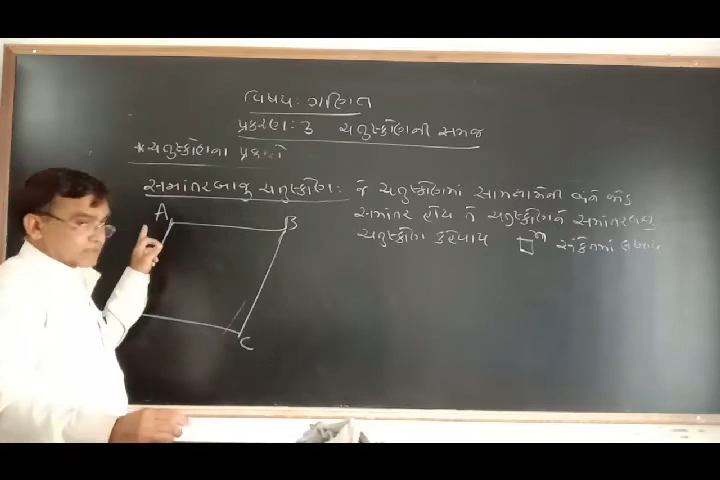 વિષય: ગણિત
પ્રકરણ: 3 ચતુષ્કોણની સમજ
* ચતુષ્કોણના પ્રકારો
સમાંતરબાજુ ચતુષ્કોણ: જે ચતુષ્કોણમાં સામસામેની બંને જોડ
સમાંતર હોય તે ચતુષ્કોણને સમાંતરબાજુ
ચતુષ્કોણ કહેવાય □ᵐ સંકેતમાં લખાય
A
B
C